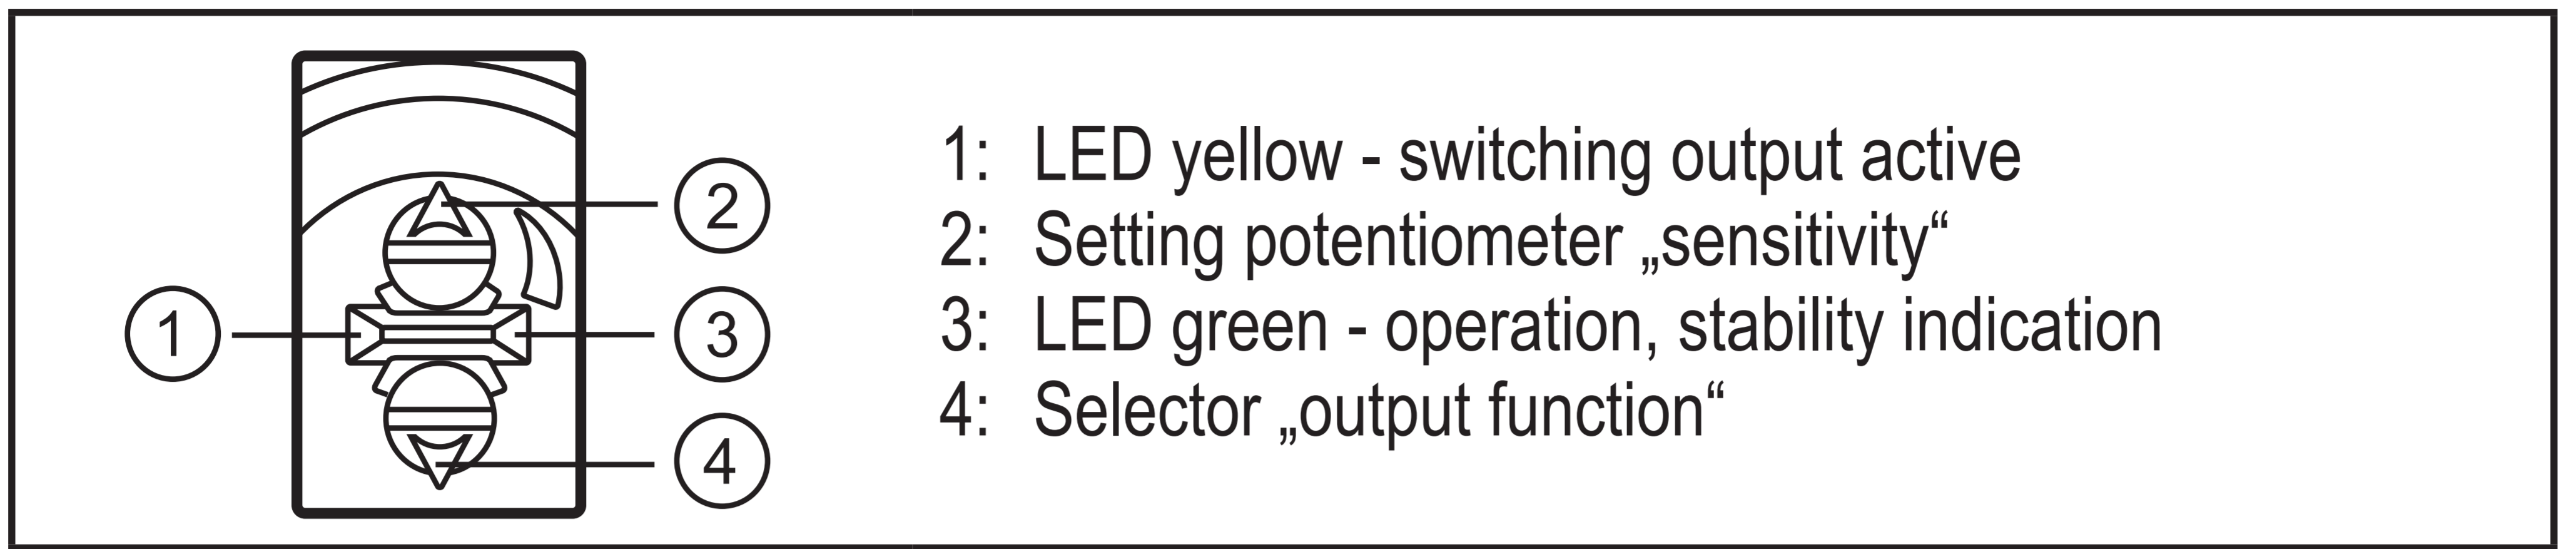 2
1
3
4
1: LED yellow - switching output active
2: Setting potentiometer „sensitivity“
3: LED green - operation, stability indication
4: Selector „output function“